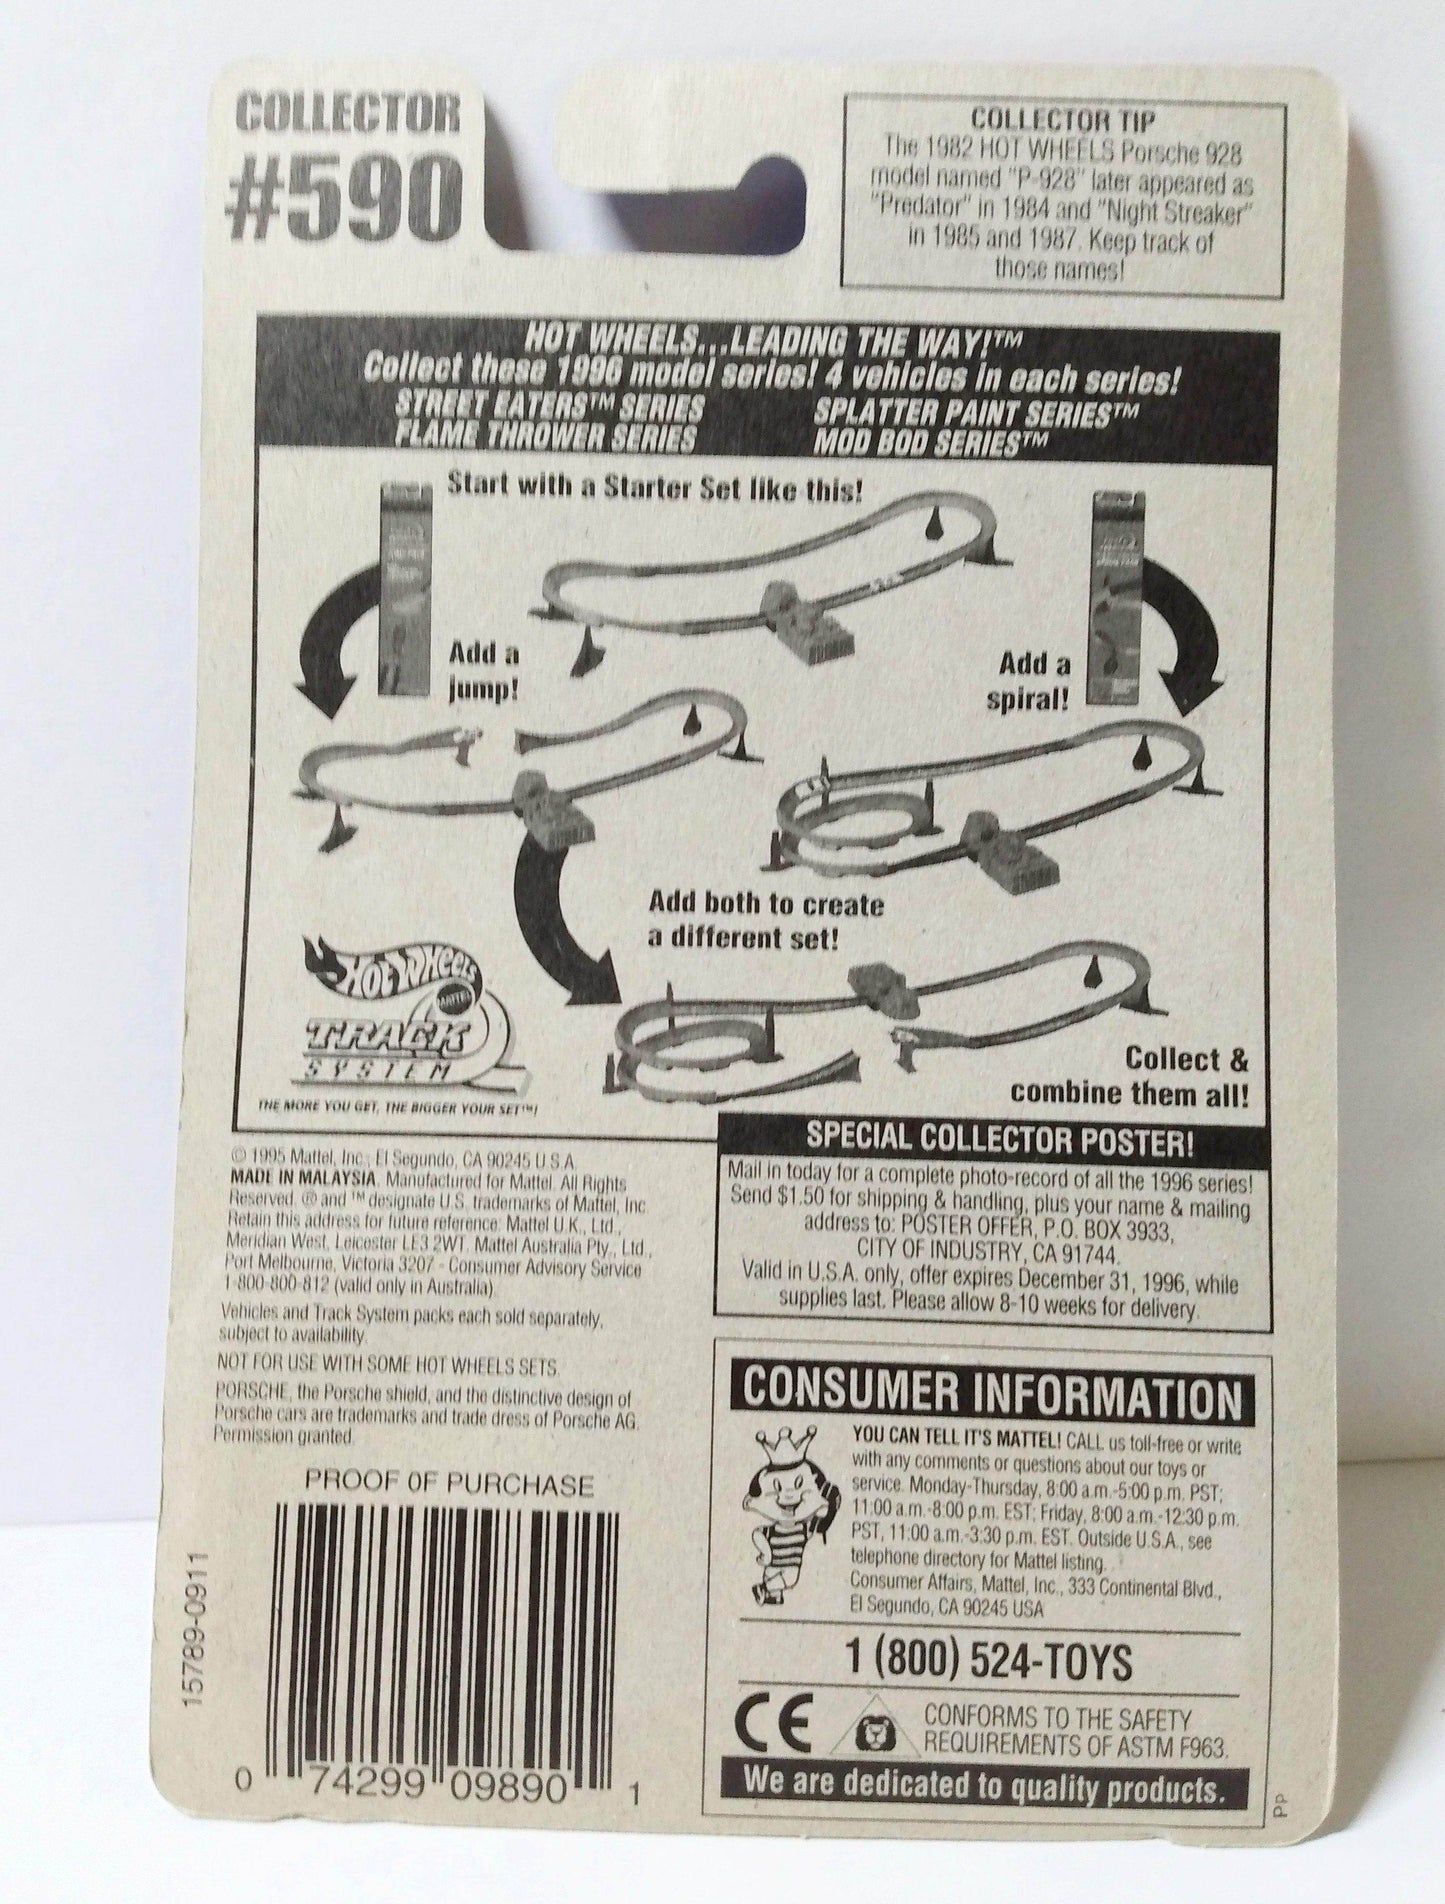 COLLECTOR
#590
COLLECTOR TIP
The 1982 HOT WHEELS Porsche 928
model named "P-928" later appeared as
"Predator" in 1984 and "Night Streaker"
in 1985 and 1987. Keep track of
those names!
HOT WHEELS...LEADING THE WAY!™
Collect these 1996 model series! 4 vehicles in each series!
STREET EATERS™ SERIES
FLAME THROWER SERIES
SPLATTER PAINT SERIES™
MOD BOD SERIES™
Start with a Starter Set like this!
Add a
jump!
Add a
spiral!
Add both to create
a different set!
HOT WHEELS
MATTEL
TRACK
SYSTEM
THE MORE YOU GET, THE BIGGER YOUR SET™!
Collect &
combine them all!
© 1995 Mattel, Inc., El Segundo, CA 90245 U.S.A.
MADE IN MALAYSIA. Manufactured for Mattel. All Rights
Reserved. ® and ™ designate U.S. trademarks of Mattel, Inc.
Retain this address for future reference: Mattel U.K., Ltd.,
Meridian West, Leicester LE3 2WT. Mattel Australia Pty., Ltd.,
Port Melbourne, Victoria 3207 - Consumer Advisory Service
1-800-800-812 (valid only in Australia).
Vehicles and Track System packs each sold separately,
subject to availability.
NOT FOR USE WITH SOME HOT WHEELS SETS.
PORSCHE, the Porsche shield, and the distinctive design of
Porsche cars are trademarks and trade dress of Porsche AG.
Permission granted.
SPECIAL COLLECTOR POSTER!
Mail in today for a complete photo-record of all the 1996 series!
Send $1.50 for shipping & handling, plus your name & mailing
address to: POSTER OFFER, P.O. BOX 3933,
CITY OF INDUSTRY, CA 91744.
Valid in U.S.A. only, offer expires December 31, 1996, while
supplies last. Please allow 8-10 weeks for delivery.
CONSUMER INFORMATION
YOU CAN TELL IT'S MATTEL! CALL us toll-free or write
with any comments or questions about our toys or
service. Monday-Thursday, 8:00 a.m.-5:00 p.m. PST;
11:00 a.m.-8:00 p.m. EST; Friday, 8:00 a.m.-12:30 p.m.
PST, 11:00 a.m.-3:30 p.m. EST. Outside U.S.A., see
telephone directory for Mattel listing.
Consumer Affairs, Mattel, Inc., 333 Continental Blvd.,
El Segundo, CA 90245 USA
1 (800) 524-TOYS
CE
CONFORMS TO THE SAFETY
REQUIREMENTS OF ASTM F963.
We are dedicated to quality products.
Pp
PROOF OF PURCHASE
15789-0911
0 74299 09890 1